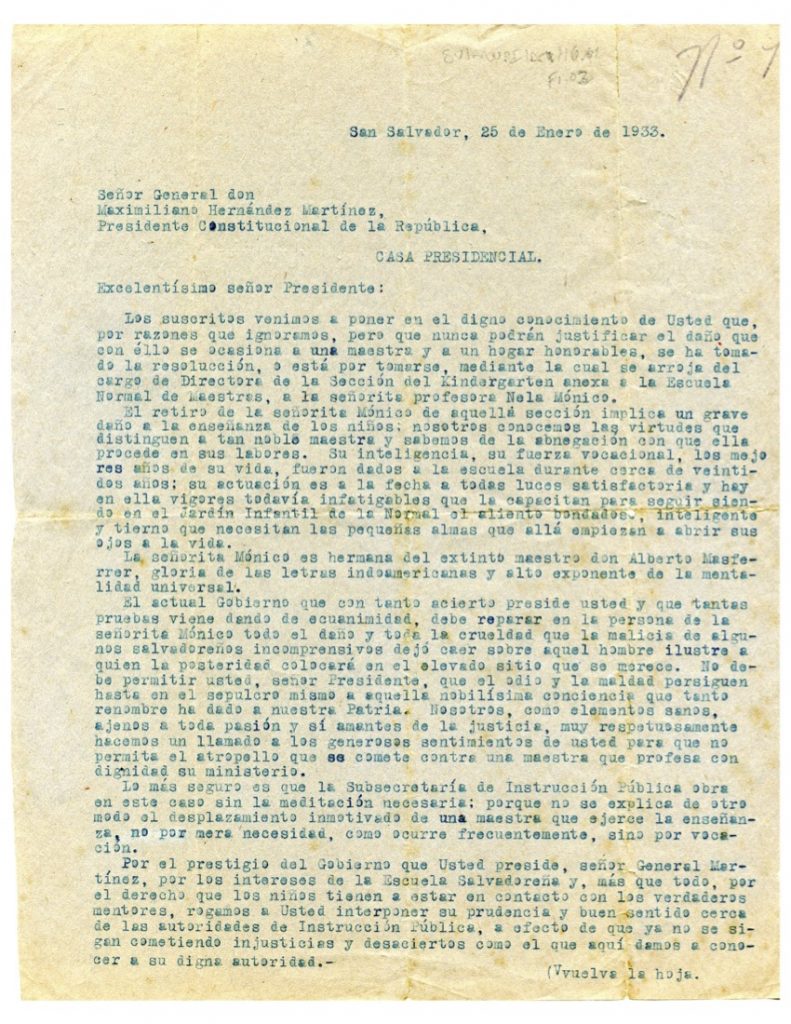 Nº 7
San Salvador, 25 de Enero de 1933.
Señor General don
Maximiliano Hernández Martínez,
Presidente Constitucional de la República,
CASA PRESIDENCIAL.
Excelentísimo señor Presidente:
Los suscritos venimos a poner en el digno conocimiento de Usted que,
por razones que ignoramos, pero que nunca podrán justificar el daño que
con éllo se ocasiona a una maestra y a un hogar honorables, se ha toma-
do la resolucción, o está por tomarse, mediante la cual se arroja del
cargo de Directora de la Sección del Kindergarten anexa a la Escuela
Normal de Maestras, a la señorita profesora Nela Mónico.
El retiro de la señorita Mónico de aquellá sección implica un grave
daño a la enseñanza de los niños; nosotros conocemos las virtudes que
distinguen a tan noble maestra y sabemos de la abnegación con que ella
procede en sus labores. Su inteligencia, su fuerza vocacional, los mejo
res años de su vida, fueron dados a la escuela durante cerca de veinti-
dos años; su actuación es a la fecha a todas luces satisfactoria y hay
en ella vigores todavía infatigables que la capacitan para seguir sien-
do en el Jardín Infantil de la Normal el aliento bondados., inteligente
y tierno que necesitan las pequeñas almas que allá empiezan a abrir sus
ojos a la vida.
La señorita Mónico es hermana del extinto maestro don Alberto Masfe-
rrer, gloria de las letras indoamericanas y alto exponente de la menta-
lidad universal.
El actual Gobierno que con tanto acierto preside usted y que tantas
pruebas viene dando de ecuanimidad, debe reparar en la persona de la
señorita Mónico todo el daño y toda la crueldad que la malicia de algu-
nos salvadoreños incomprensivos dejó caer sobre aquel hombre ilustre a
quien la posteridad colocará en el elevado sitio que se merece. No de-
be permitir usted, señor Presidente, que el odio y la maldad persiguen
hasta en el sepulcro mismo a aquella nobilísima conciencia que tanto
renombre ha dado a nuestra Patria. Nosotros, como elementos sanos,
ajenos a toda pasión y sí amantes de la justicia, muy respetuosamente
hacemos un llamado a los generosos sentimientos de usted para que no
permita el atropello que se comete contra una maestra que profesa con
dignidad su ministerio.
Lo más seguro es que la Subsecretaría de Instrucción Pública obra
en este caso sin la meditación necesaria; porque no se explica de otro
modo el desplazamiento inmotivado de una maestra que ejerce la enseñan-
za, no por mera necesidad, como ocurre frecuentemente, sino por voca-
ción.
Por el prestigio del Gobierno que Usted preside, señor General Mar-
tínez, por los intereses de la Escuela Salvadoreña y, más que todo, por
el derecho que los niños tienen a estar en contacto con los verdaderos
mentores, rogamos a Usted interponer su prudencia y buen sentido cerca
de las autoridades de Instrucción Pública, a efecto de que ya no se si-
gan cometiendo injusticias y desaciertos como el que aquí damos a cono-
cer a su digna autoridad.-
(Vvuelva la hoja.